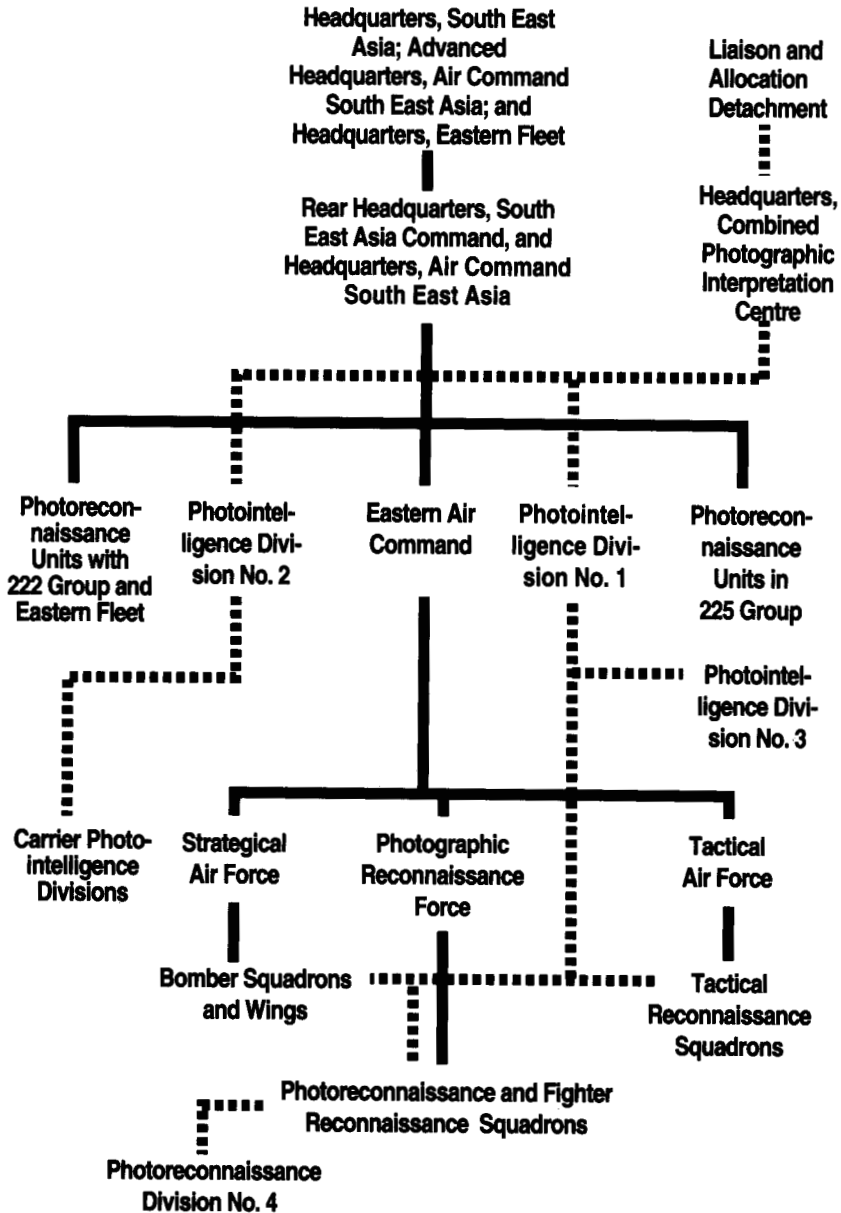 Headquarters, South East
Asia; Advanced
Headquarters, Air Command
South East Asia; and
Headquarters, Eastern Fleet
Liaison and
Allocation
Detachment
Rear Headquarters, South
East Asia Command, and
Headquarters, Air Command
South East Asia
Headquarters,
Combined
Photographic
Interpretation
Centre
Photorecon-
naissance
Units with
222 Group and
Eastern Fleet
Photointel-
ligence Divi-
sion No. 2
Eastern Air
Command
Photointel-
ligence Divi-
sion No. 1
Photorecon-
naissance
Units in
225 Group
Photointel-
ligence Divi-
sion No. 3
Carrier Photo-
intelligence
Divisions
Strategical
Air Force
Photographic
Reconnaissance
Force
Tactical
Air Force
Bomber Squadrons
and Wings
Tactical
Reconnaissance
Squadrons
Photoreconnaissance and Fighter
Reconnaissance Squadrons
Photoreconnaissance
Division No. 4